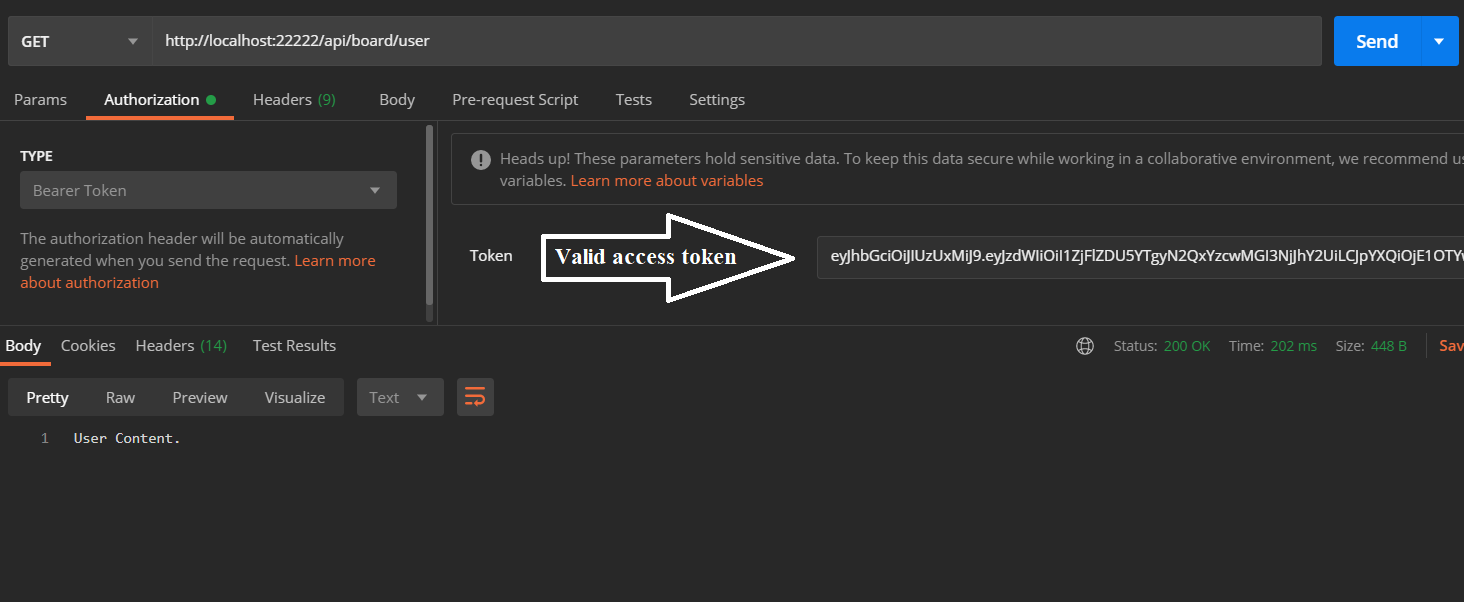 GET http://localhost:22222/api/board/user Send
Params Authorization Headers (9) Body Pre-request Script Tests Settings
TYPE
Bearer Token
The authorization header will be automatically
generated when you send the request. Learn more
about authorization
Heads up! These parameters hold sensitive data. To keep this data secure while working in a collaborative environment, we recommend us
variables. Learn more about variables
Token Valid access token eyJhbGciOiJIUzUxMiJ9.eyJzdWIiOiI1ZjFlZDU5YTgyN2QxYzcwMGI3NjJhY2UiLCJpYXQiOjE1OTYw
Body Cookies Headers (14) Test Results Status: 200 OK Time: 202 ms Size: 448 B Sav
Pretty Raw Preview Visualize Text
1 User Content.